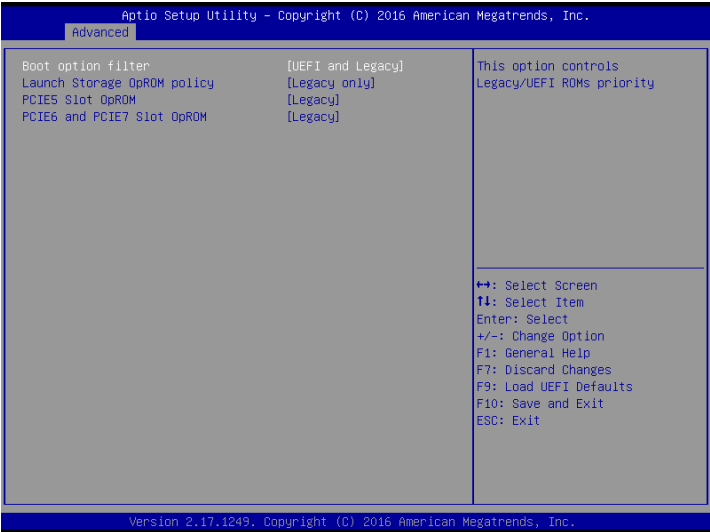 Aptio Setup Utility – Copyright (C) 2016 American Megatrends, Inc.
Advanced
Boot option filter [UEFI and Legacy]
Launch Storage OpROM policy [Legacy only]
PCIE5 Slot OpROM [Legacy]
PCIE6 and PCIE7 Slot OpROM [Legacy]
This option controls
Legacy/UEFI ROMs priority
↔: Select Screen
↑↓: Select Item
Enter: Select
+/-: Change Option
F1: General Help
F7: Discard Changes
F9: Load UEFI Defaults
F10: Save and Exit
ESC: Exit
Version 2.17.1249. Copyright (C) 2016 American Megatrends, Inc.